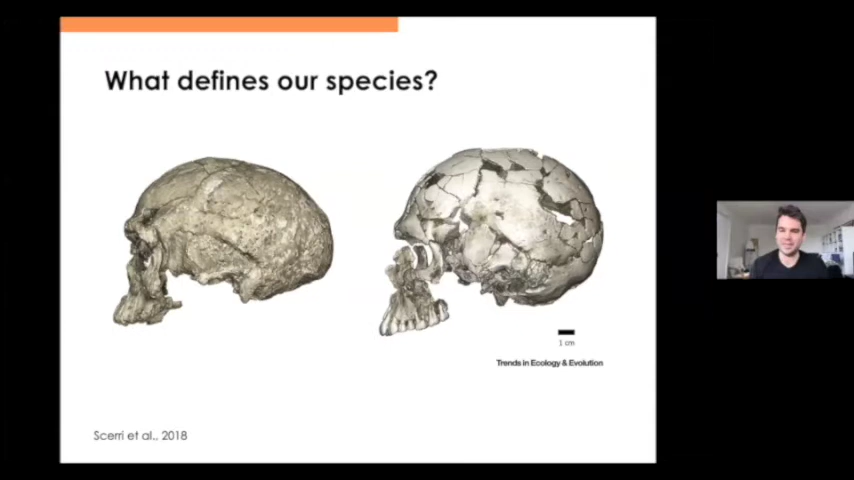 What defines our species?
1 cm
Trends in Ecology & Evolution
Scerri et al., 2018